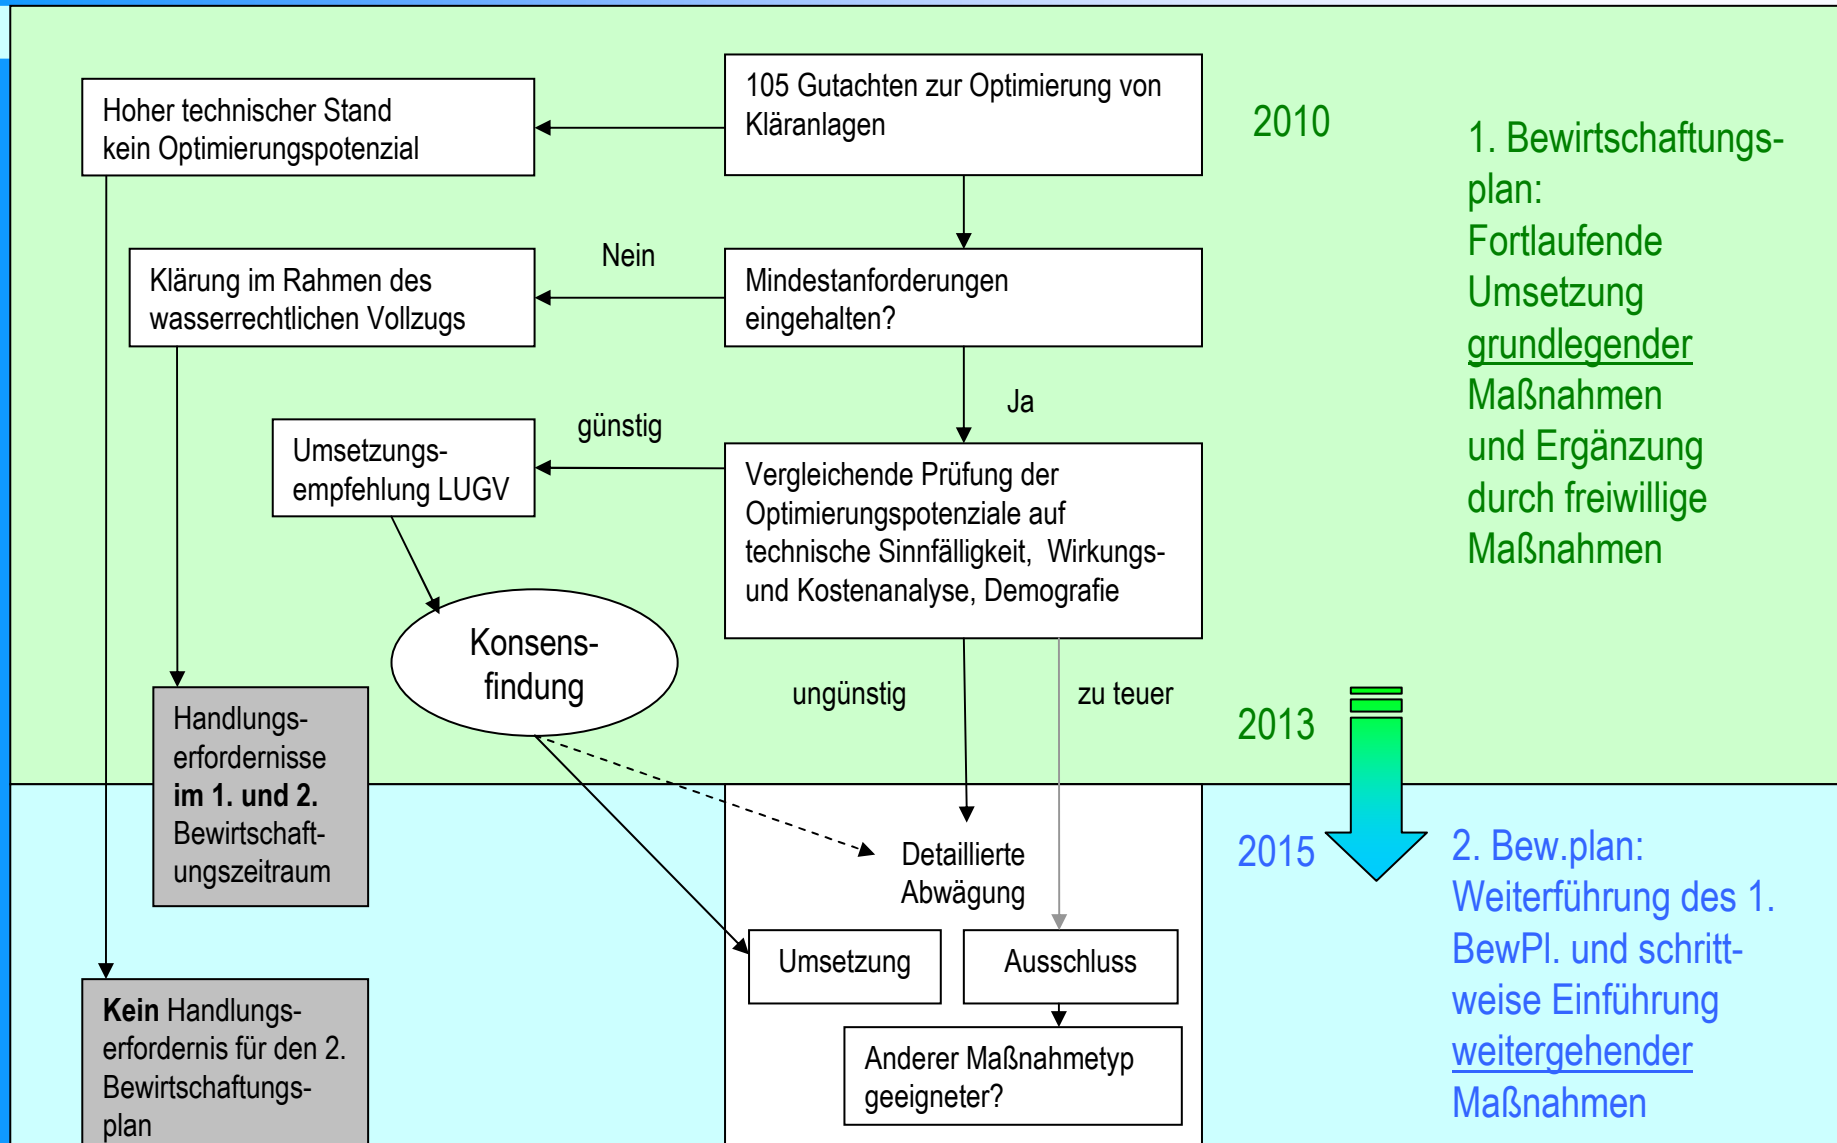 Hoher technischer Stand
kein Optimierungspotenzial
105 Gutachten zur Optimierung von
Kläranlagen
2010
1. Bewirtschaftungs-
plan:
Fortlaufende
Umsetzung
grundlegender
Maßnahmen
und Ergänzung
durch freiwillige
Maßnahmen
Nein
Klärung im Rahmen des
wasserrechtlichen Vollzugs
Mindestanforderungen
eingehalten?
Ja
günstig
Umsetzungs-
empfehlung LUGV
Vergleichende Prüfung der
Optimierungspotenziale auf
technische Sinnfälligkeit, Wirkungs-
und Kostenanalyse, Demografie
Konsens-
findung
ungünstig
zu teuer
2013
Handlungs-
erfordernisse
im 1. und 2.
Bewirtschaft-
ungszeitraum
Detaillierte
Abwägung
2015
2. Bew.plan:
Weiterführung des 1.
BewPl. und schritt-
weise Einführung
weitergehender
Maßnahmen
Umsetzung
Ausschluss
Kein Handlungs-
erfordernis für den 2.
Bewirtschaftungs-
plan
Anderer Maßnahmetyp
geeigneter?